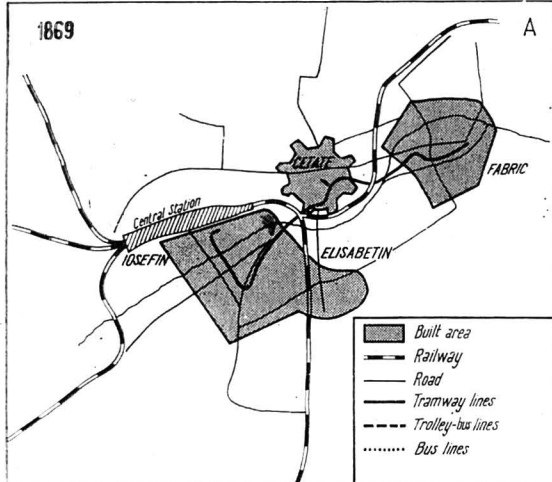 1869
A
CETATE
FABRIC
Central Station
IOSEFIN
ELISABETIN
Built area
Railway
Road
Tramway lines
Trolley-bus lines
Bus lines